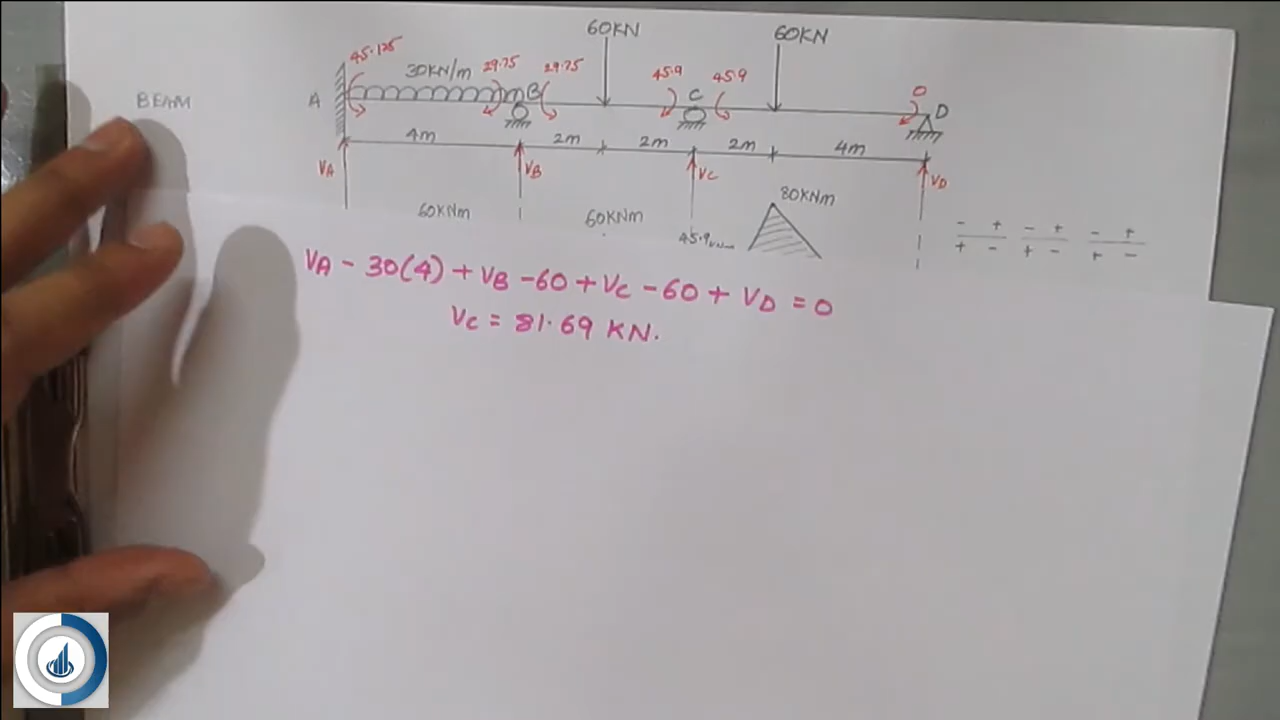 60KN 60KN
45.125 30KN/m 29.75 B 29.75 45.9 C 45.9 0
BEAM A D
4m 2m 2m 2m 4m
VA VB VC VD
60KNm 60KNm 80KNm
45.9
- + - + - +
+ - + - + -
VA - 30(4) + VB - 60 + VC - 60 + VD = 0
VC = 81.69 KN.